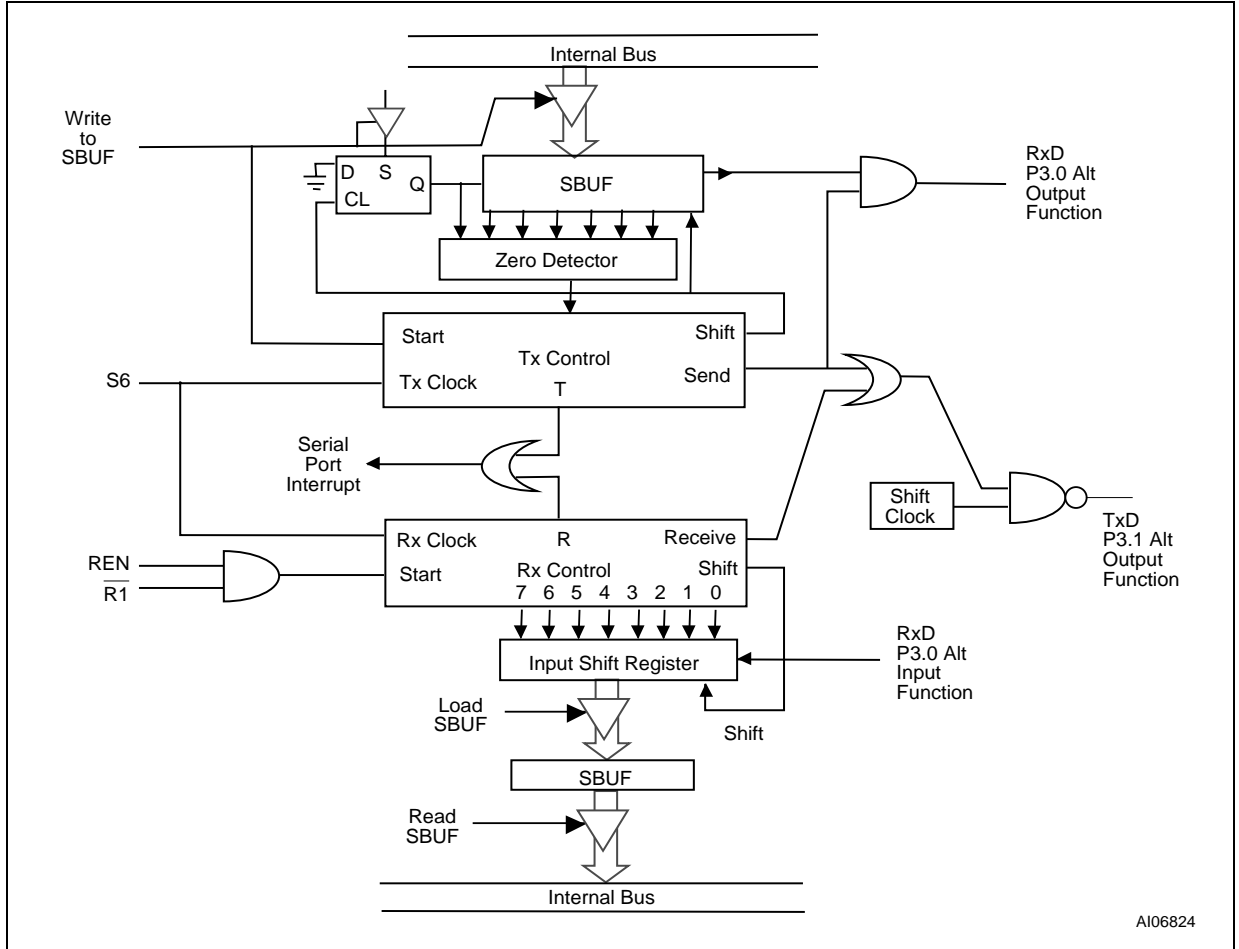 Internal Bus
Write
to
SBUF
D S
Q
CL
SBUF
RxD
P3.0 Alt
Output
Function
Zero Detector
Start
Shift
Tx Control
S6
Tx Clock
T
Send
Serial
Port
Interrupt
Shift
Clock
TxD
P3.1 Alt
Output
Function
Rx Clock
R
Receive
REN
R1
Start
Rx Control
Shift
7 6 5 4 3 2 1 0
RxD
P3.0 Alt
Input
Function
Input Shift Register
Load
SBUF
Shift
SBUF
Read
SBUF
Internal Bus
AI06824